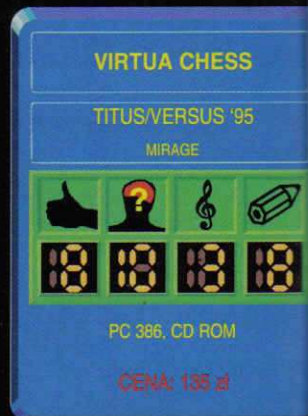 VIRTUA CHESS
TITUS/VERSUS '95
MIRAGE
?
PC 386, CD ROM
CENA: 135 zł